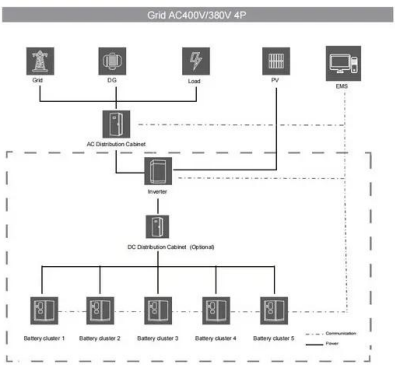 Grid AC400V/380V 4P
Grid
DG
Load
PV
EMS
AC Distribution Cabinet
Inverter
DC Distribution Cabinet (Optional)
Battery cluster 1
Battery cluster 2
Battery cluster 3
Battery cluster 4
Battery cluster 5
Communication
Power